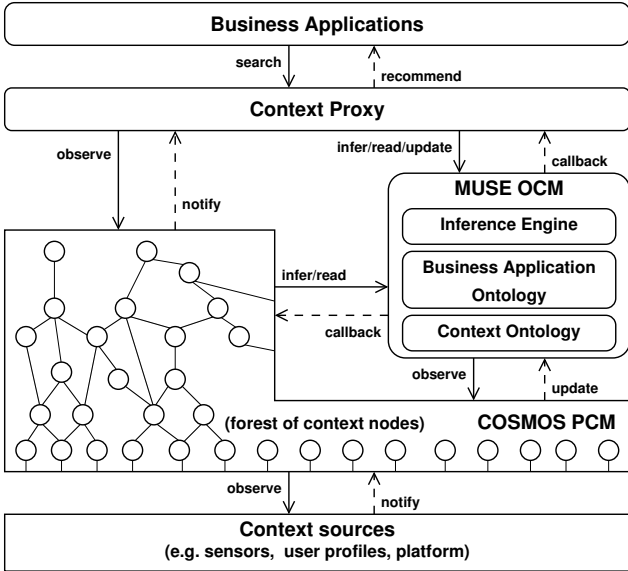 Business Applications
search
recommend
Context Proxy
observe
notify
infer/read/update
callback
MUSE OCM
Inference Engine
Business Application
Ontology
Context Ontology
infer/read
callback
observe
update
(forest of context nodes)
COSMOS PCM
observe
notify
Context sources
(e.g. sensors, user profiles, platform)